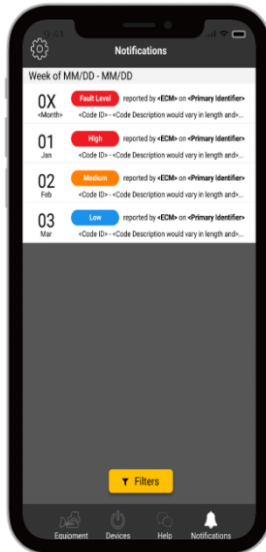 9:41
Notifications
Week of MM/DD - MM/DD
0X Fault Level reported by <ECM> on <Primary Identifier>
<Month> <Code ID> - <Code Description would vary in length and>...
01 High reported by <ECM> on <Primary Identifier>
Jan <Code ID> - <Code Description would vary in length and>...
02 Medium reported by <ECM> on <Primary Identifier>
Feb <Code ID> - <Code Description would vary in length and>...
03 Low reported by <ECM> on <Primary Identifier>
Mar <Code ID> - <Code Description would vary in length and>...
Filters
Equipment Devices Help Notifications